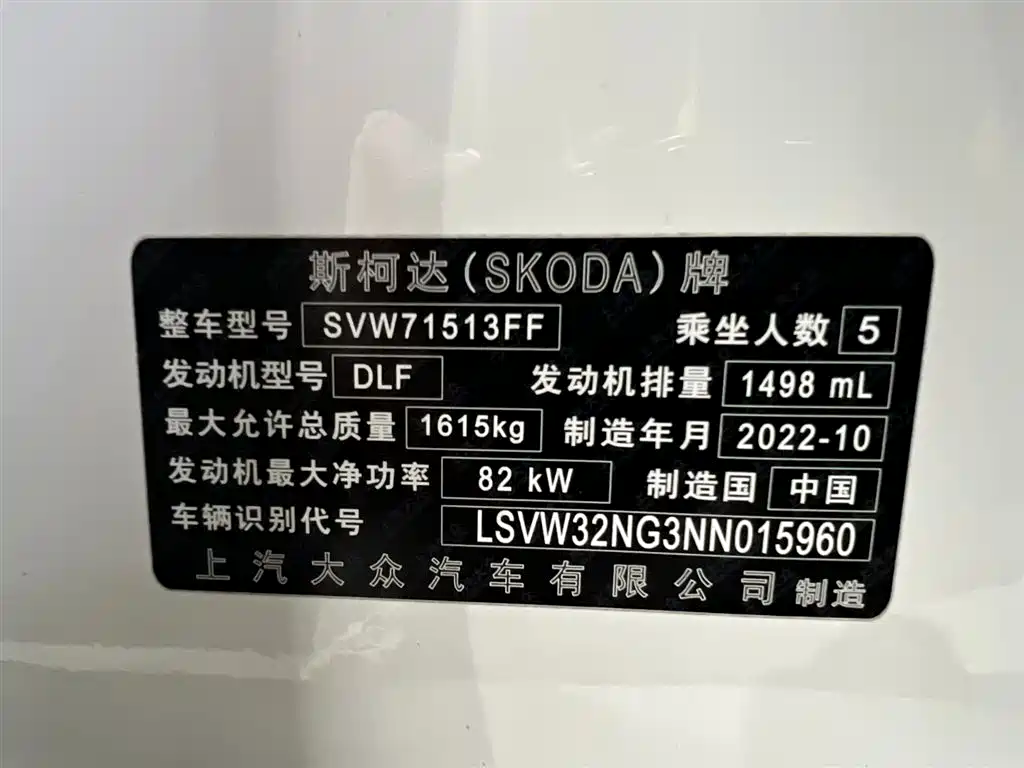 斯柯达(SKODA)牌
整车型号 SVW71513FF 乘坐人数 5
发动机型号 DLF 发动机排量 1498 mL
最大允许总质量 1615kg 制造年月 2022-10
发动机最大净功率 82 kW 制造国 中国
车辆识别代号 LSVW32NG3NN015960
上汽大众汽车有限公司 制造